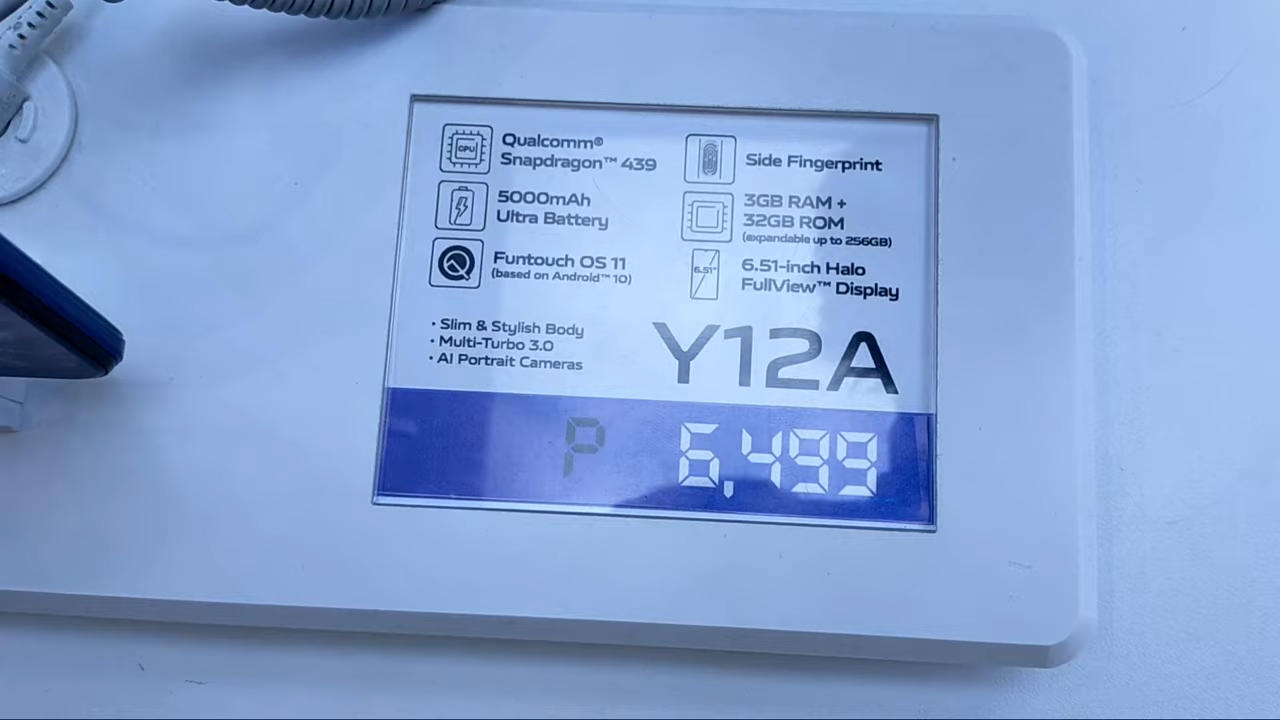 CPU
Qualcomm®
Snapdragon™ 439
5000mAh
Ultra Battery
Funtouch OS 11
(based on Android™ 10)
Side Fingerprint
3GB RAM +
32GB ROM
(expandable up to 256GB)
6.51"
6.51-inch Halo
FullView™ Display
• Slim & Stylish Body
• Multi-Turbo 3.0
• AI Portrait Cameras
Y12A
P 6,499